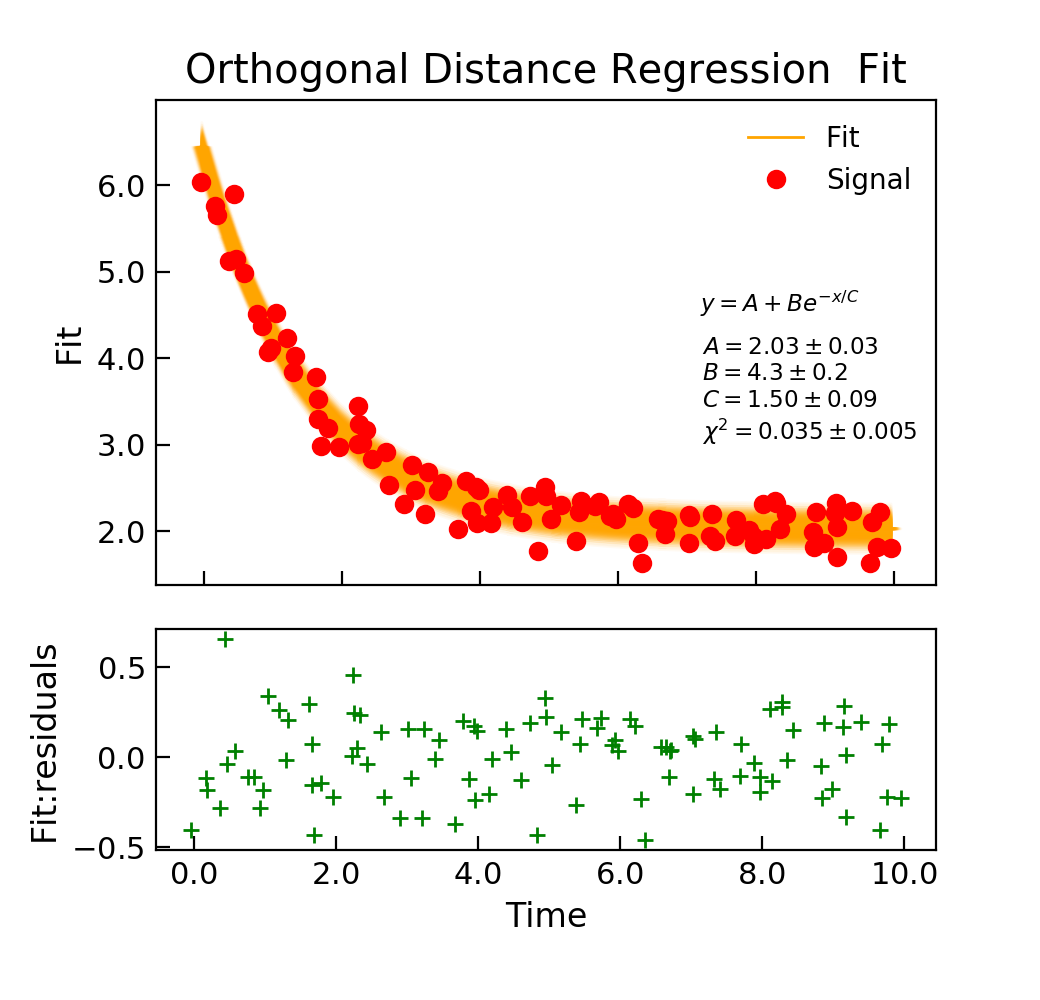 Orthogonal Distance Regression  Fit
Fit
Signal
6.0
5.0
4.0
3.0
2.0
Fit
y = A + Be^{-x/C}
A = 2.03 ± 0.03
B = 4.3 ± 0.2
C = 1.50 ± 0.09
χ² = 0.035 ± 0.005
0.5
0.0
−0.5
Fit:residuals
0.0 2.0 4.0 6.0 8.0 10.0
Time